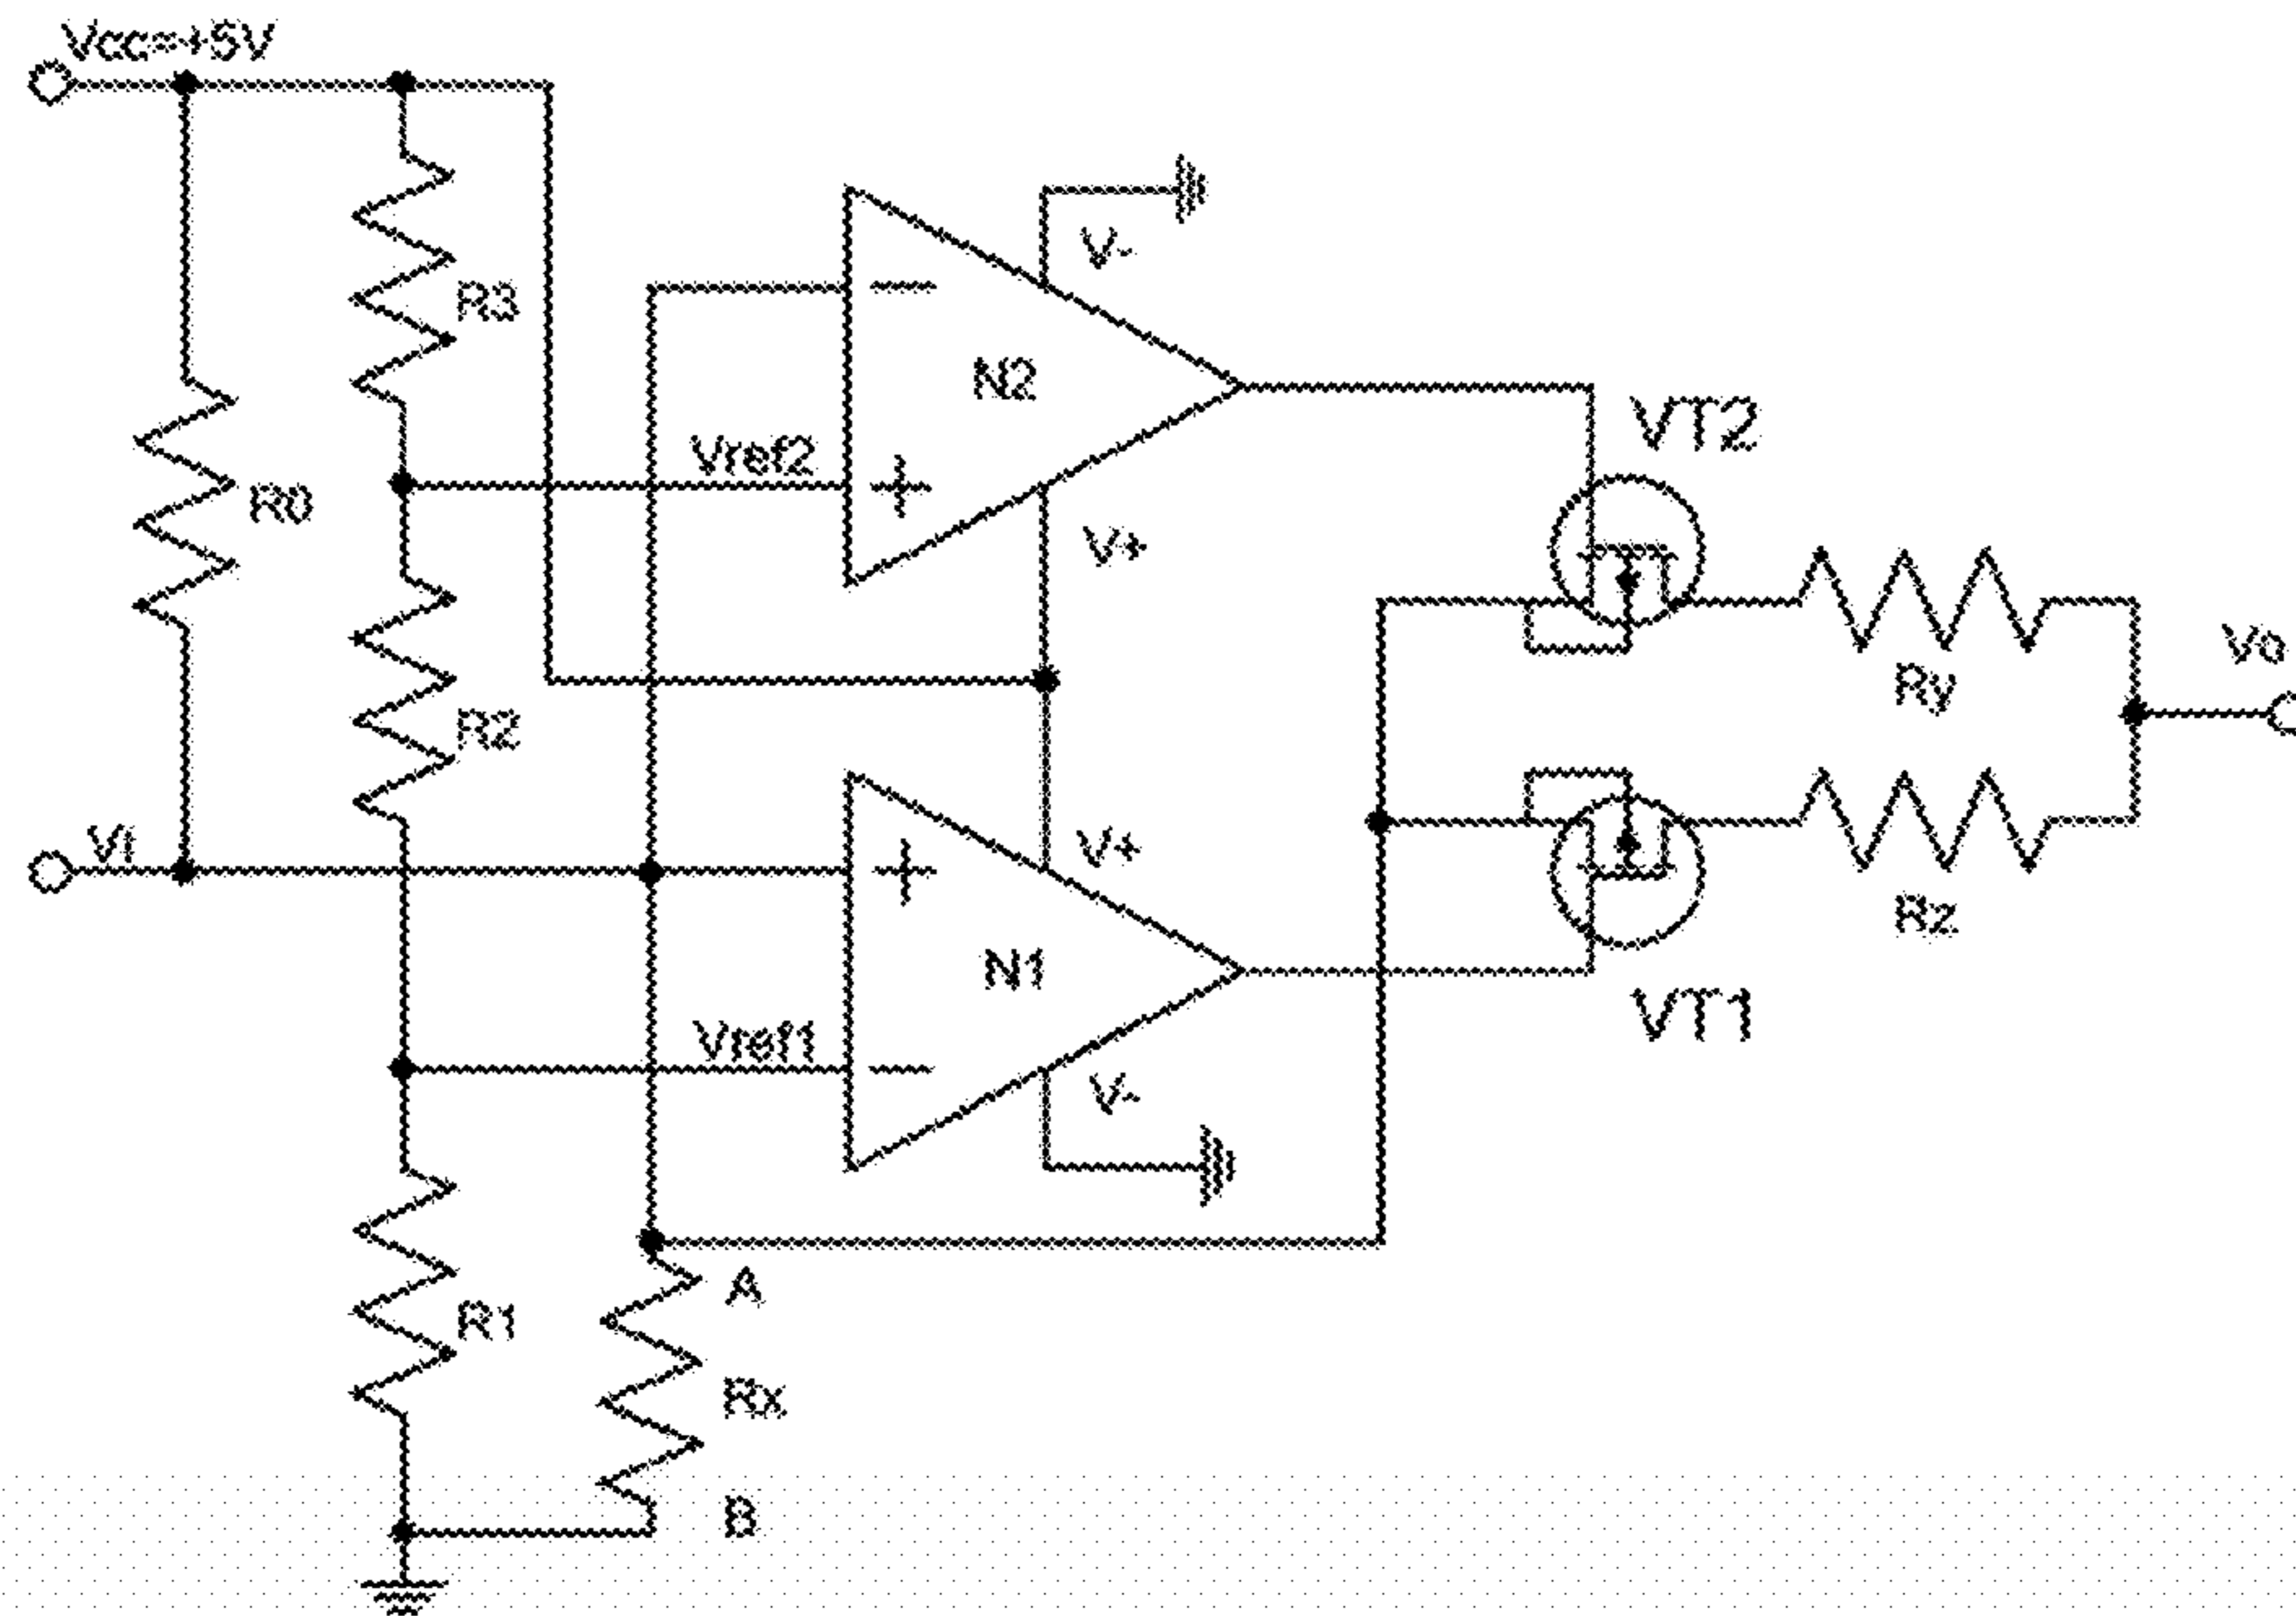 Vcc=+5V
V-
R3
N2
VT2
Vref2
R0
V+
Vo
Ry
R2
Vi
V+
Rz
N1
VT1
Vref1
V-
A
R1
Rx
B